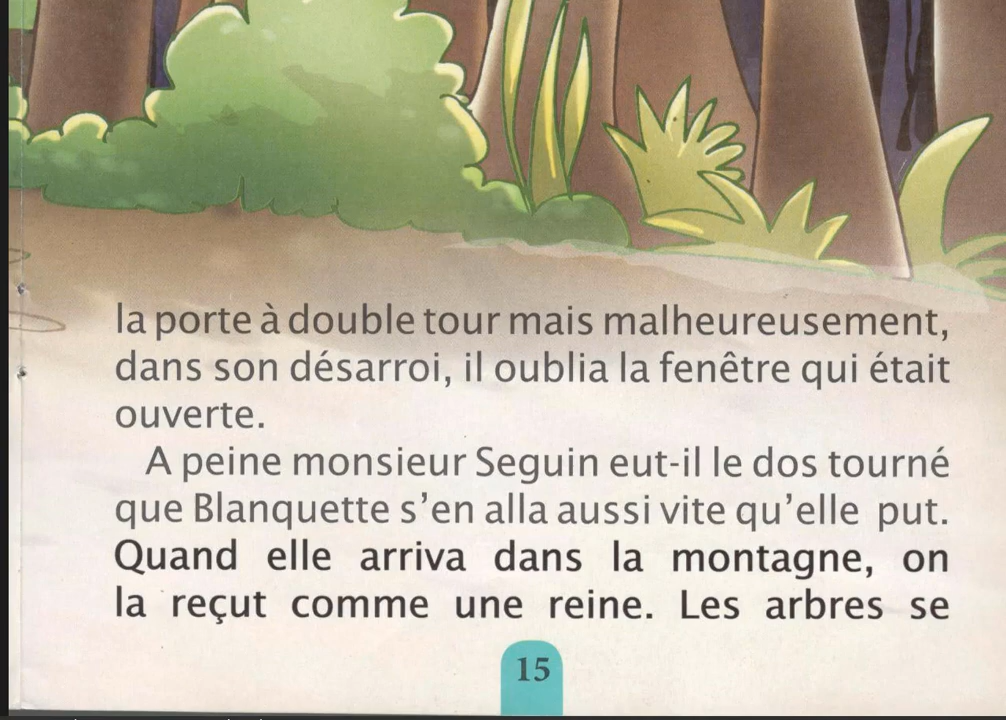 la porte à double tour mais malheureusement,
dans son désarroi, il oublia la fenêtre qui était
ouverte.
A peine monsieur Seguin eut-il le dos tourné
que Blanquette s'en alla aussi vite qu'elle put.
Quand elle arriva dans la montagne, on
la reçut comme une reine. Les arbres se
15